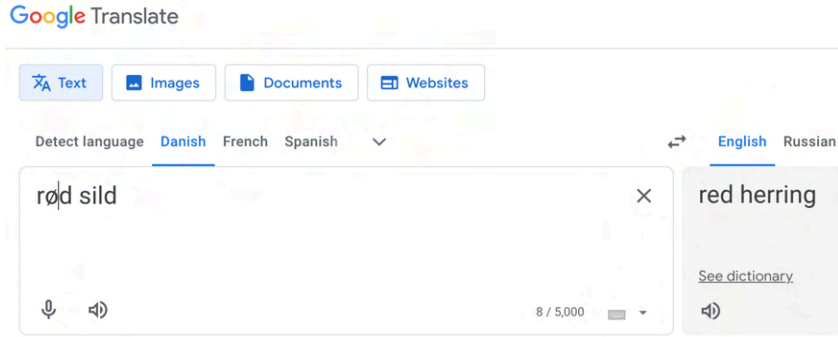 Google Translate
Text Images Documents Websites
Detect language Danish French Spanish English Russian
rød sild
red herring
See dictionary
8 / 5,000